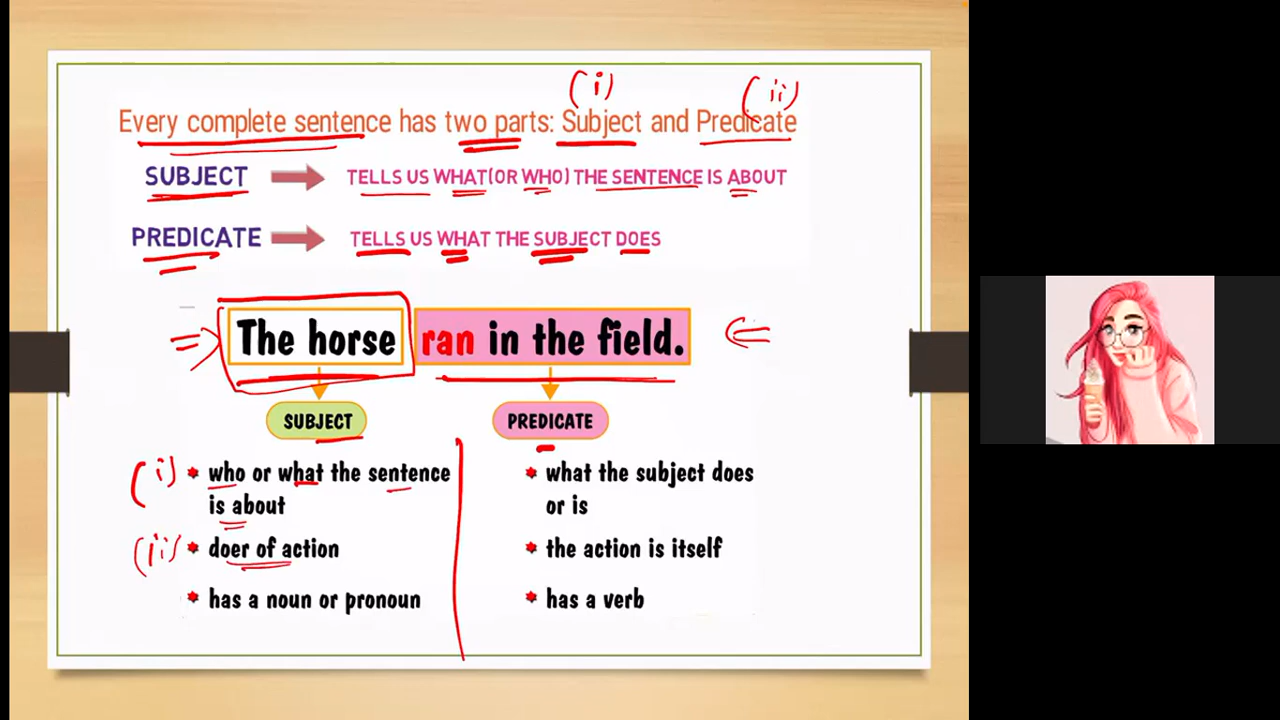 (i) (ii)
Every complete sentence has two parts: Subject and Predicate
SUBJECT TELLS US WHAT(OR WHO) THE SENTENCE IS ABOUT
PREDICATE TELLS US WHAT THE SUBJECT DOES
The horse ran in the field.
SUBJECT PREDICATE
(i) who or what the sentence what the subject does
is about or is
(ii) doer of action the action is itself
has a noun or pronoun has a verb